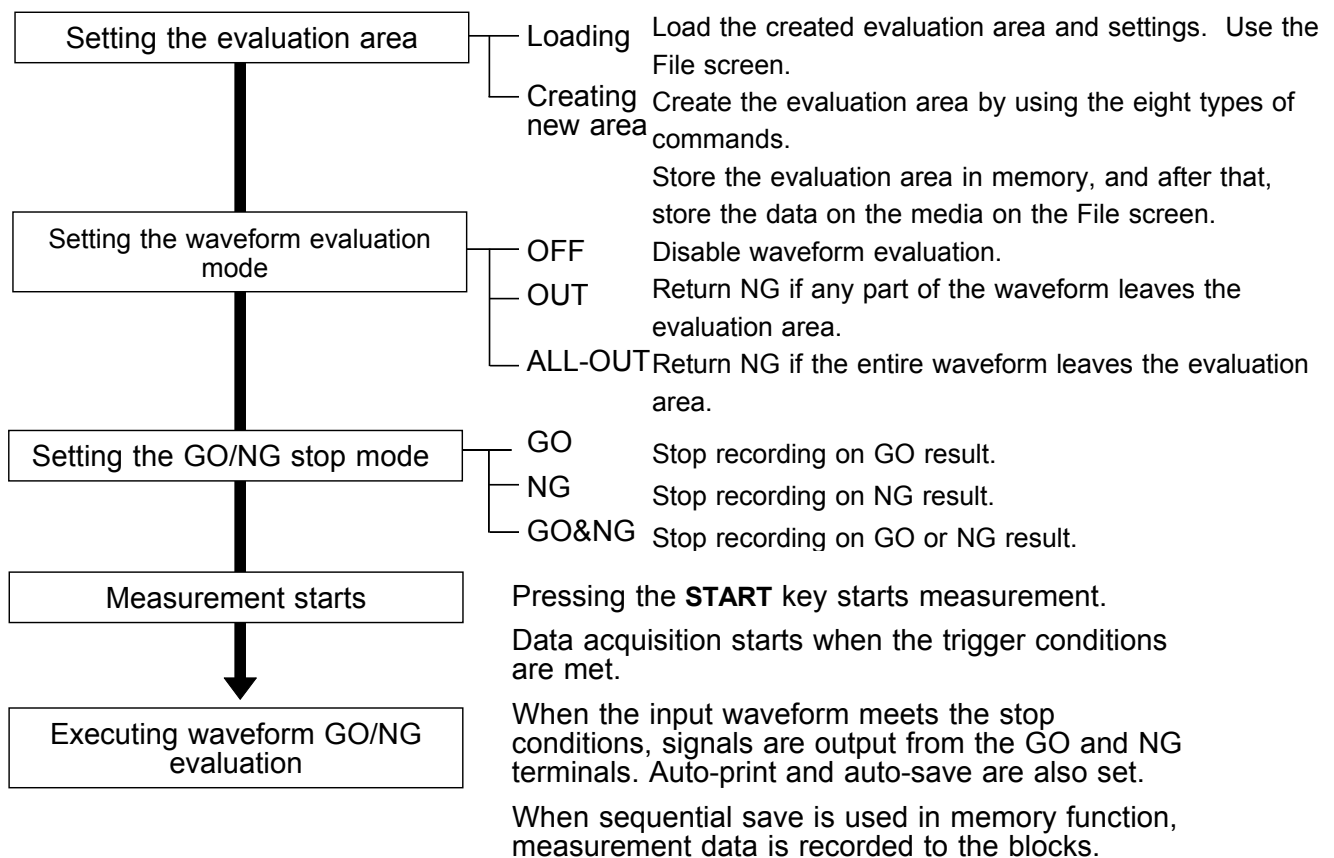 Setting the evaluation area
Loading
Load the created evaluation area and settings.  Use the
File screen.
Creating
new area
Create the evaluation area by using the eight types of
commands.
Store the evaluation area in memory, and after that,
store the data on the media on the File screen.
Setting the waveform evaluation
mode
OFF
Disable waveform evaluation.
OUT
Return NG if any part of the waveform leaves the
evaluation area.
ALL-OUT
Return NG if the entire waveform leaves the evaluation
area.
Setting the GO/NG stop mode
GO
Stop recording on GO result.
NG
Stop recording on NG result.
GO&NG
Stop recording on GO or NG result.
Measurement starts
Pressing the START key starts measurement.
Data acquisition starts when the trigger conditions
are met.
Executing waveform GO/NG
evaluation
When the input waveform meets the stop
conditions, signals are output from the GO and NG
terminals. Auto-print and auto-save are also set.
When sequential save is used in memory function,
measurement data is recorded to the blocks.